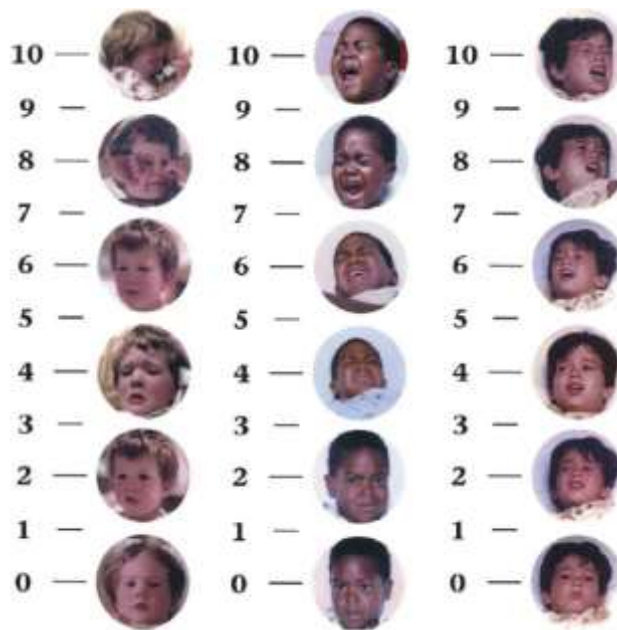 10 — 10 — 10 —
9 — 9 — 9 —
8 — 8 — 8 —
7 — 7 — 7 —
6 — 6 — 6 —
5 — 5 — 5 —
4 — 4 — 4 —
3 — 3 — 3 —
2 — 2 — 2 —
1 — 1 — 1 —
0 — 0 — 0 —